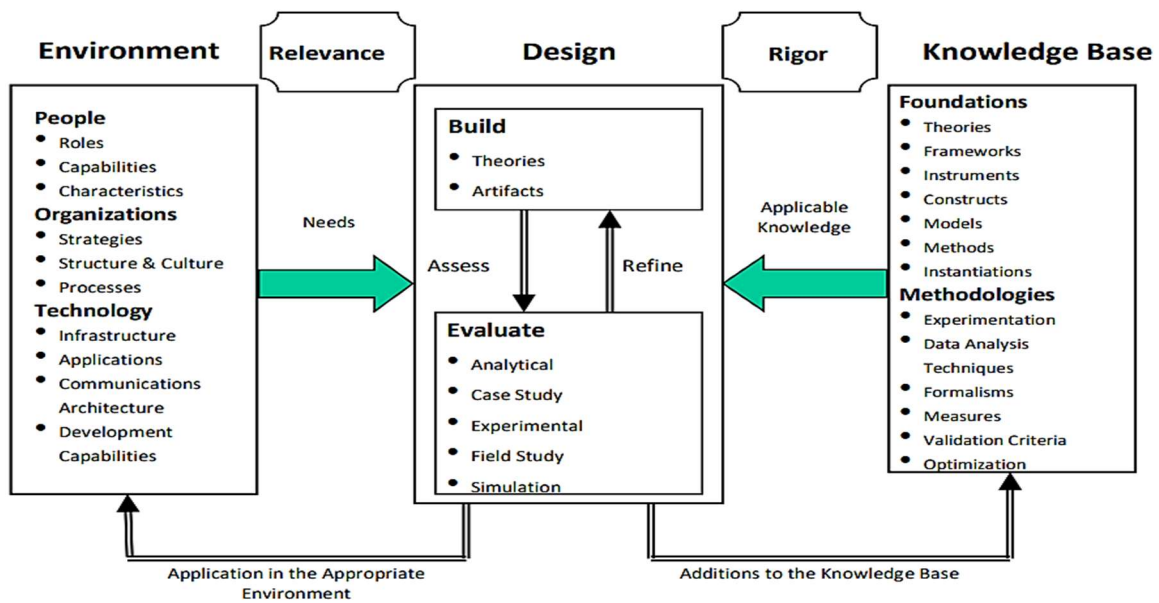 Environment
Relevance
Design
Rigor
Knowledge Base
People
Roles
Capabilities
Characteristics
Organizations
Strategies
Structure & Culture
Processes
Technology
Infrastructure
Applications
Communications
Architecture
Development
Capabilities
Needs
Build
Theories
Artifacts
Assess
Refine
Evaluate
Analytical
Case Study
Experimental
Field Study
Simulation
Applicable
Knowledge
Foundations
Theories
Frameworks
Instruments
Constructs
Models
Methods
Instantiations
Methodologies
Experimentation
Data Analysis
Techniques
Formalisms
Measures
Validation Criteria
Optimization
Application in the Appropriate
Environment
Additions to the Knowledge Base